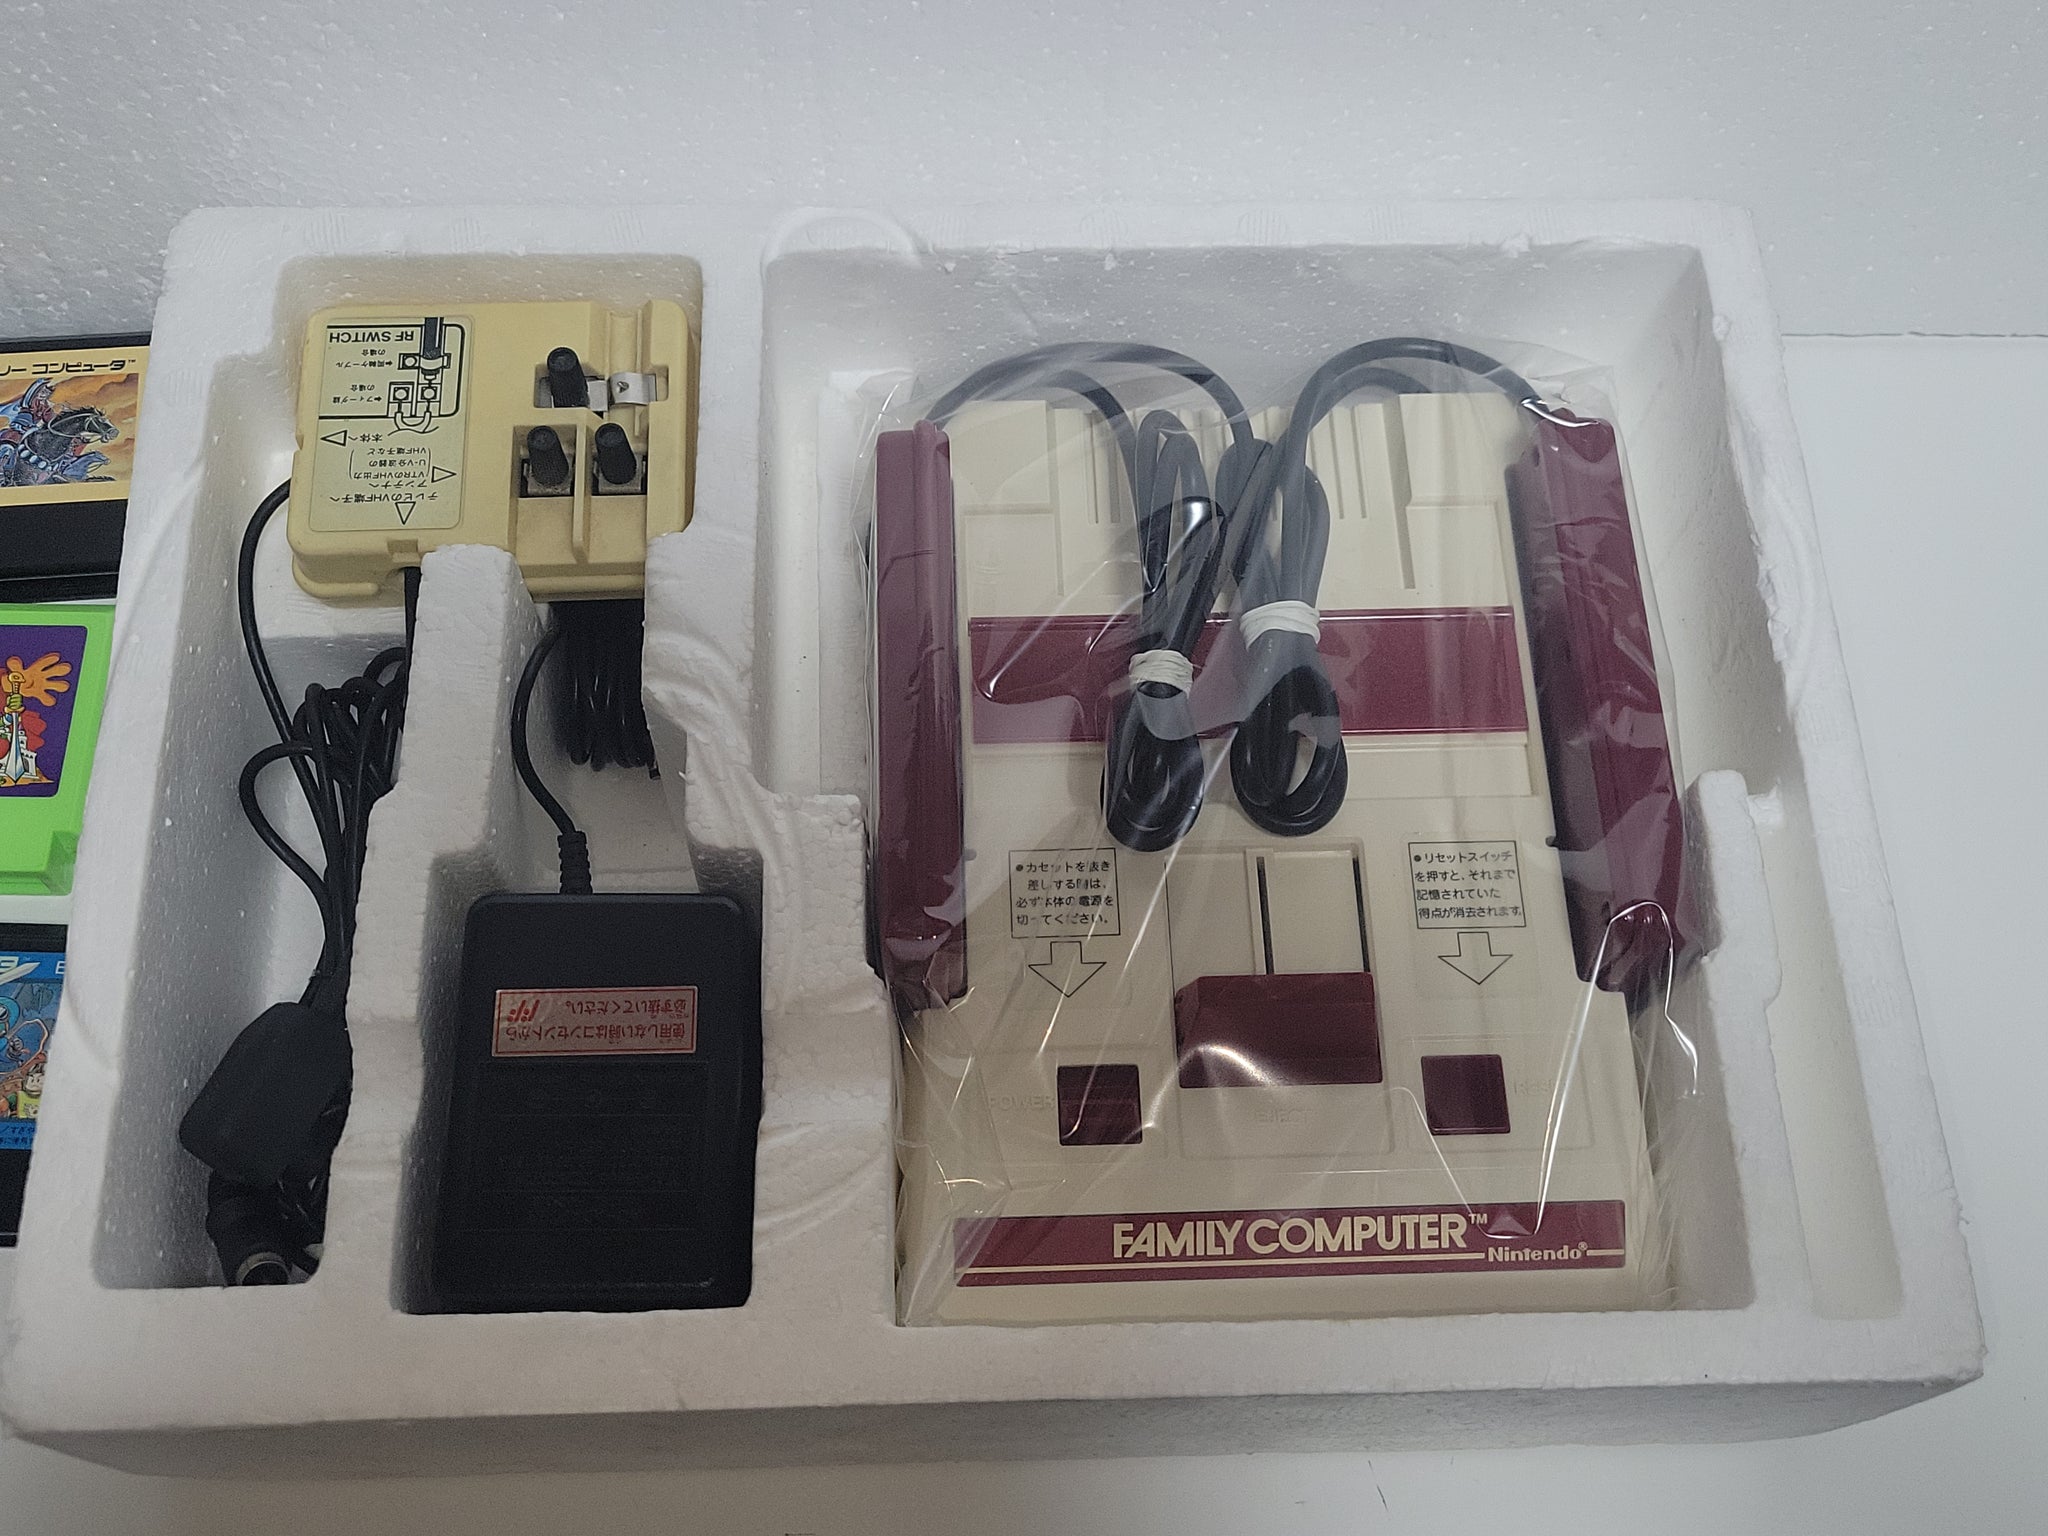 リー コンピュータ™
RF SWITCH
←同軸ケーブル
の場合
←フィーダ線
の場合
本体へ
アンテナへ
VTRのVHF出力
U-V分波器の
VHF端子など
テレビのVHF端子へ
使用しない時はコンセントから
必ず抜いてください。
●カセットを抜き
差しする時は、
必ず本体の電源を
切ってください。
●リセットスイッチ
を押すと、それまで
記憶されていた
得点が消去されます。
POWER
EJECT
RESET
FAMILY COMPUTER™
Nintendo®